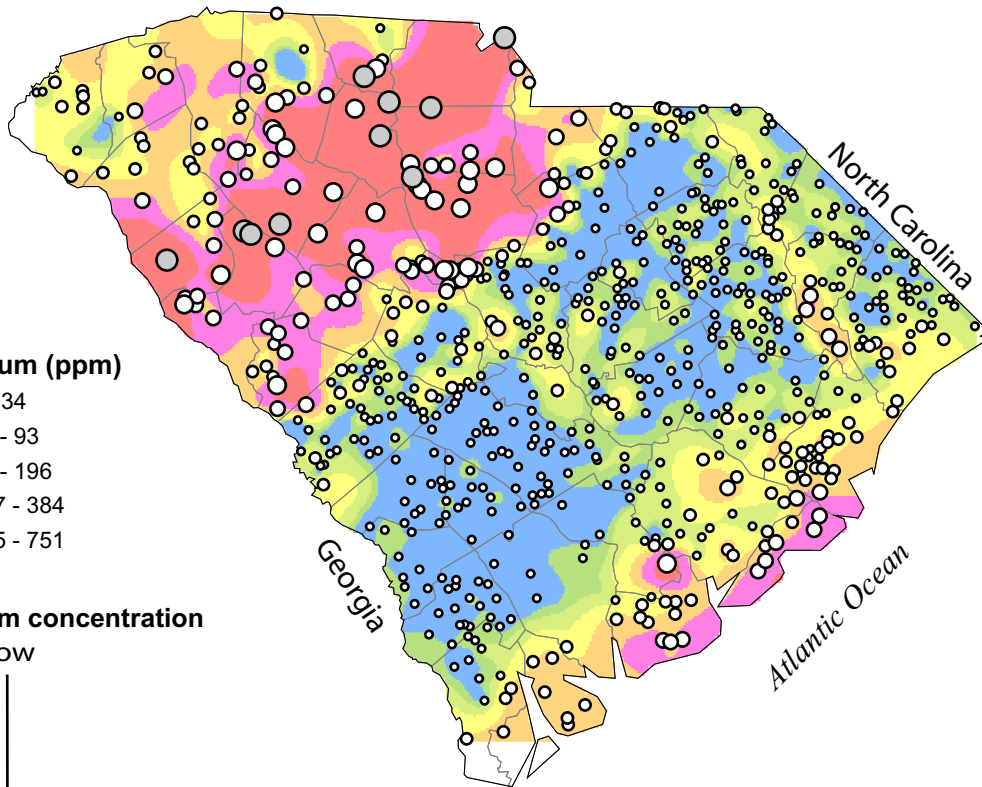 North Carolina
um (ppm)
34
- 93
- 196
7 - 384
5 - 751
Georgia
Atlantic Ocean
m concentration
ow